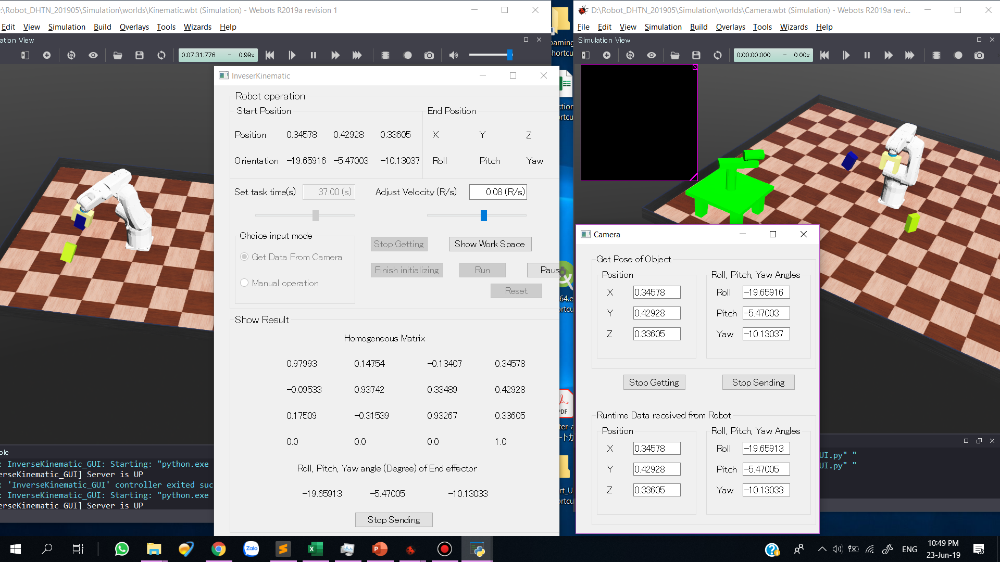 :\Robot_DHTN_201905\Simulation\worlds\Kinematic.wbt (Simulation) - Webots R2019a revision 1
Edit View Simulation Build Overlays Tools Wizards Help
ation View
0:07:31:776 - 0.99x
InveserKinematic
Robot operation
Start Position End Position
Position 0.34578 0.42928 0.33605 X Y Z
Orientation -19.65916 -5.47003 -10.13037 Roll Pitch Yaw
Set task time(s) 37.00 (s) Adjust Velocity (R/s) 0.08 (R/s)
Choice input mode
Get Data From Camera
Manual operation
Stop Getting Show Work Space
Finish initializing Run Paus
Reset
Show Result
Homogeneous Matrix
0.97993 0.14754 -0.13407 0.34578
-0.09533 0.93742 0.33489 0.42928
0.17509 -0.31539 0.93267 0.33605
0.0 0.0 0.0 1.0
Roll, Pitch, Yaw angle (Degree) of End effector
-19.65913 -5.47005 -10.13033
Stop Sending
ole
: InverseKinematic_GUI: Starting: "python.exe
erseKinematic_GUI] Server is UP
: 'InverseKinematic_GUI' controller exited suc
: InverseKinematic_GUI: Starting: "python.exe
erseKinematic GUI] Server is UP
oaming
hortcu
ction
ortcu
64.e
ortcu
PDF
ter-a
rt_U
ortcu
D:\Robot_DHTN_201905\Simulation\worlds\Camera.wbt (Simulation) - Webots R2019a revi...
File Edit View Simulation Build Overlays Tools Wizards Help
Simulation View
0:00:00:000 - 0.00x
Camera
Get Pose of Object
Position Roll, Pitch, Yaw Angles
X 0.34578 Roll -19.65916
Y 0.42928 Pitch -5.47003
Z 0.33605 Yaw -10.13037
Stop Getting Stop Sending
Runtime Data received from Robot
Position Roll, Pitch, Yaw Angles
X 0.34578 Roll -19.65913
Y 0.42928 Pitch -5.47005
Z 0.33605 Yaw -10.13033
UI.py" "
UI.py" "
Zalo
ENG
10:49 PM
23-Jun-19